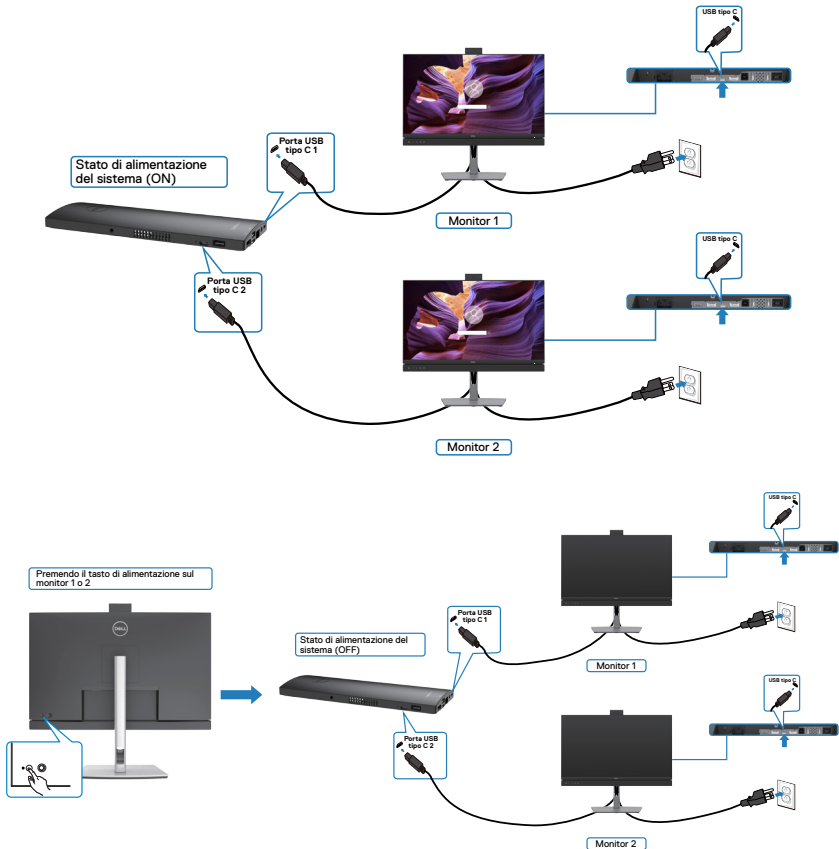 USB tipo C
Porta USB
tipo C 1
Stato di alimentazione
del sistema (ON)
Monitor 1
USB tipo C
Porta USB
tipo C 2
Monitor 2
USB tipo C
Premendo il tasto di alimentazione sul
monitor 1 o 2
DELL
Porta USB
tipo C 1
Stato di alimentazione del
sistema (OFF)
Monitor 1
USB tipo C
Porta USB
tipo C 2
Monitor 2